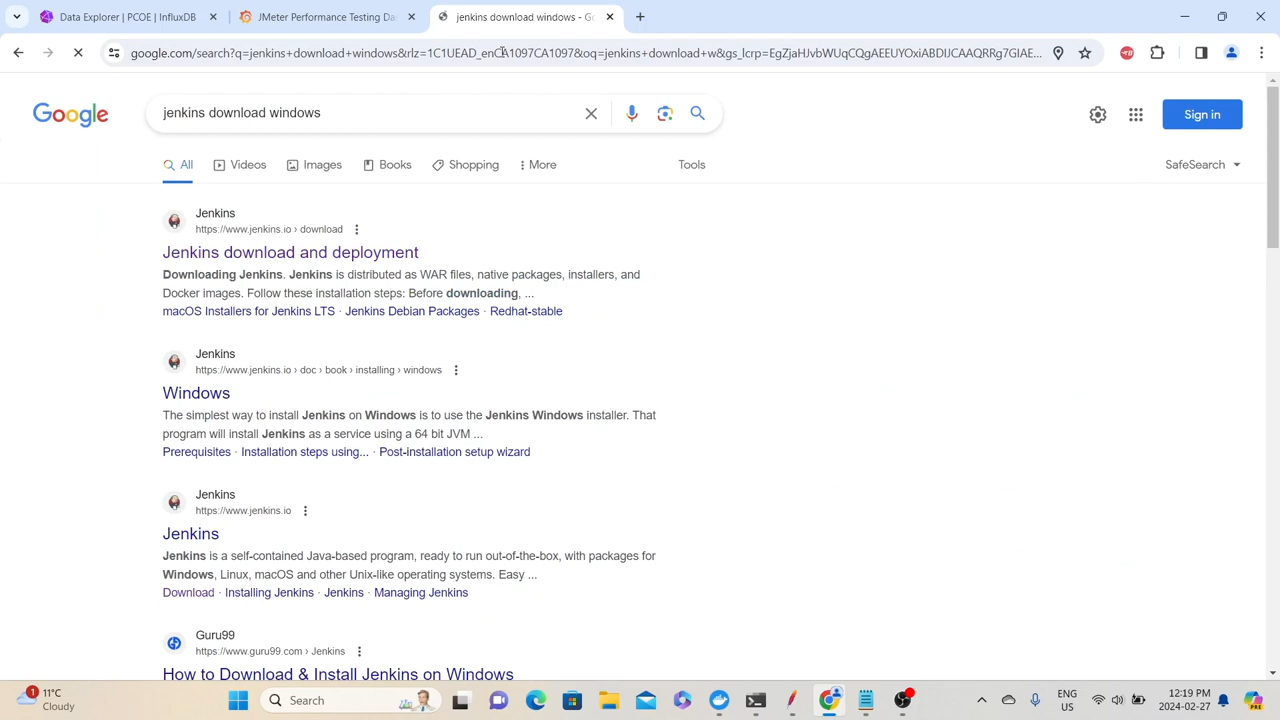 Data Explorer | PCOE | InfluxDB
JMeter Performance Testing Da
jenkins download windows - Go
google.com/search?q=jenkins+download+windows&rlz=1C1UEAD_enCA1097CA1097&oq=jenkins+download+w&gs_lcrp=EgZjaHJvbWUqCQgAEEUYOxiABDIJCAAQRRg7GIAE...
Google
jenkins download windows
Sign in
All
Videos
Images
Books
Shopping
More
Tools
SafeSearch
Jenkins
https://www.jenkins.io › download
Jenkins download and deployment
Downloading Jenkins. Jenkins is distributed as WAR files, native packages, installers, and
Docker images. Follow these installation steps: Before downloading, ...
macOS Installers for Jenkins LTS · Jenkins Debian Packages · Redhat-stable
Jenkins
https://www.jenkins.io › doc › book › installing › windows
Windows
The simplest way to install Jenkins on Windows is to use the Jenkins Windows installer. That
program will install Jenkins as a service using a 64 bit JVM ...
Prerequisites · Installation steps using... · Post-installation setup wizard
Jenkins
https://www.jenkins.io
Jenkins
Jenkins is a self-contained Java-based program, ready to run out-of-the-box, with packages for
Windows, Linux, macOS and other Unix-like operating systems. Easy ...
Download · Installing Jenkins · Jenkins · Managing Jenkins
Guru99
https://www.guru99.com › Jenkins
How to Download & Install Jenkins on Windows
1
11°C
Cloudy
Search
ENG
US
12:19 PM
2024-02-27
PRE